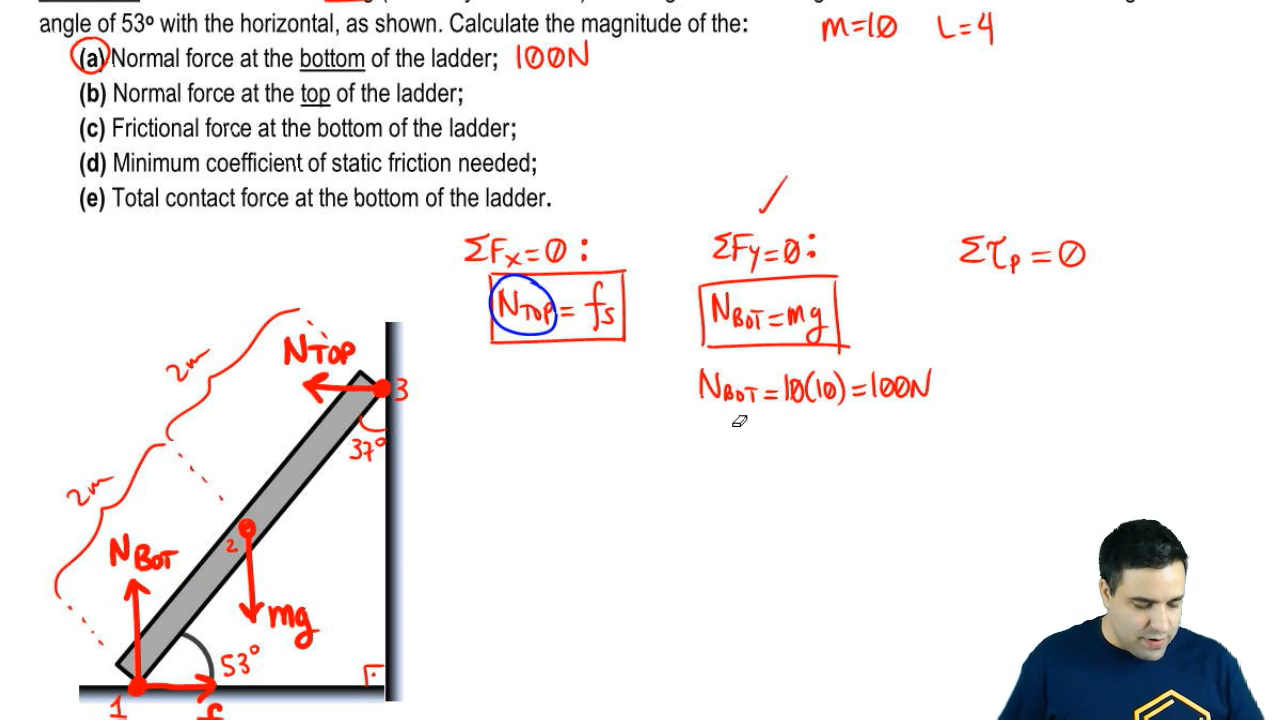 angle of 53º with the horizontal, as shown. Calculate the magnitude of the: m=10 L=4
(a) Normal force at the bottom of the ladder; 100N
(b) Normal force at the top of the ladder;
(c) Frictional force at the bottom of the ladder;
(d) Minimum coefficient of static friction needed;
(e) Total contact force at the bottom of the ladder.
ΣFx=0: ΣFy=0: Στp=0
NTOP=fs NBOT=mg
NBOT=10(10)=100N
NTOP
2m
3
37°
2m
2
NBOT
mg
53°
1